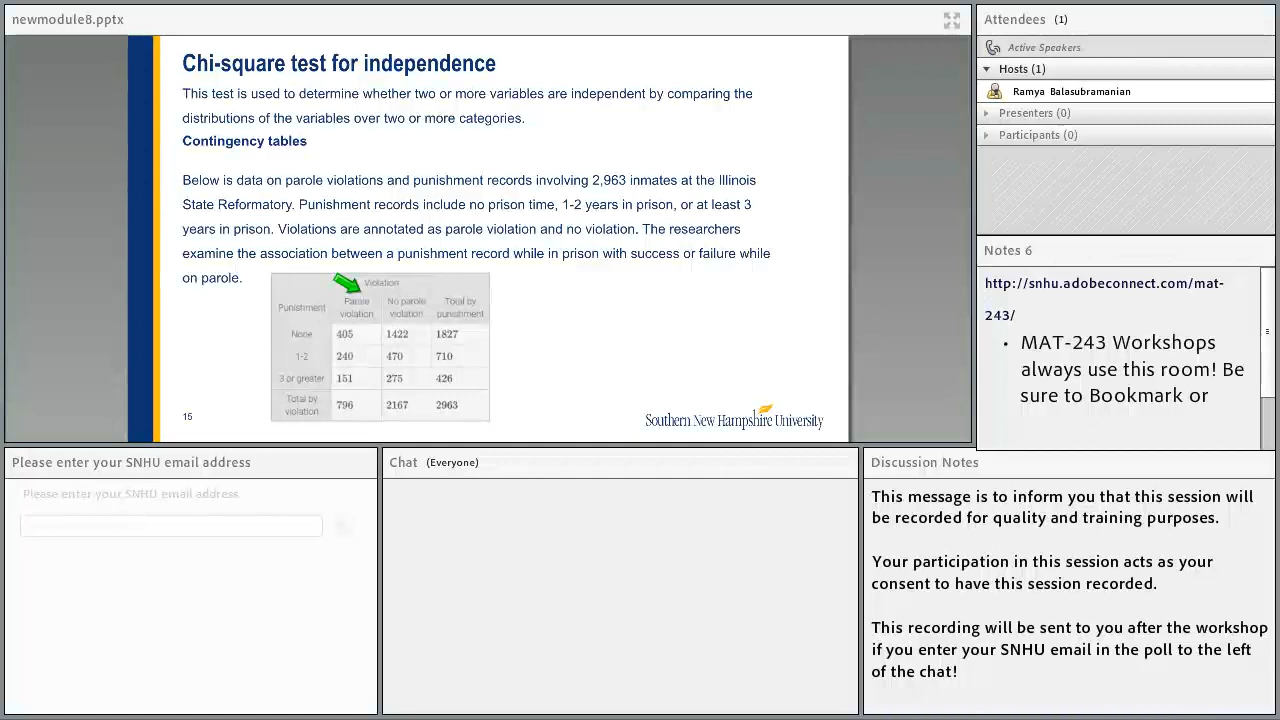 newmodule8.pptx
Chi-square test for independence
This test is used to determine whether two or more variables are independent by comparing the
distributions of the variables over two or more categories.
Contingency tables
Below is data on parole violations and punishment records involving 2,963 inmates at the Illinois
State Reformatory. Punishment records include no prison time, 1-2 years in prison, or at least 3
years in prison. Violations are annotated as parole violation and no violation. The researchers
examine the association between a punishment record while in prison with success or failure while
on parole.
Violation
Punishment Parole violation No parole violation Total by punishment
None 405 1422 1827
1-2 240 470 710
3 or greater 151 275 426
Total by violation 796 2167 2963
15
Southern New Hampshire University
Attendees (1)
Active Speakers
Hosts (1)
Ramya Balasubramanian
Presenters (0)
Participants (0)
Notes 6
http://snhu.adobeconnect.com/mat-
243/
• MAT-243 Workshops
always use this room! Be
sure to Bookmark or
Please enter your SNHU email address
Please enter your SNHU email address
Chat (Everyone)
Discussion Notes
This message is to inform you that this session will
be recorded for quality and training purposes.
Your participation in this session acts as your
consent to have this session recorded.
This recording will be sent to you after the workshop
if you enter your SNHU email in the poll to the left
of the chat!